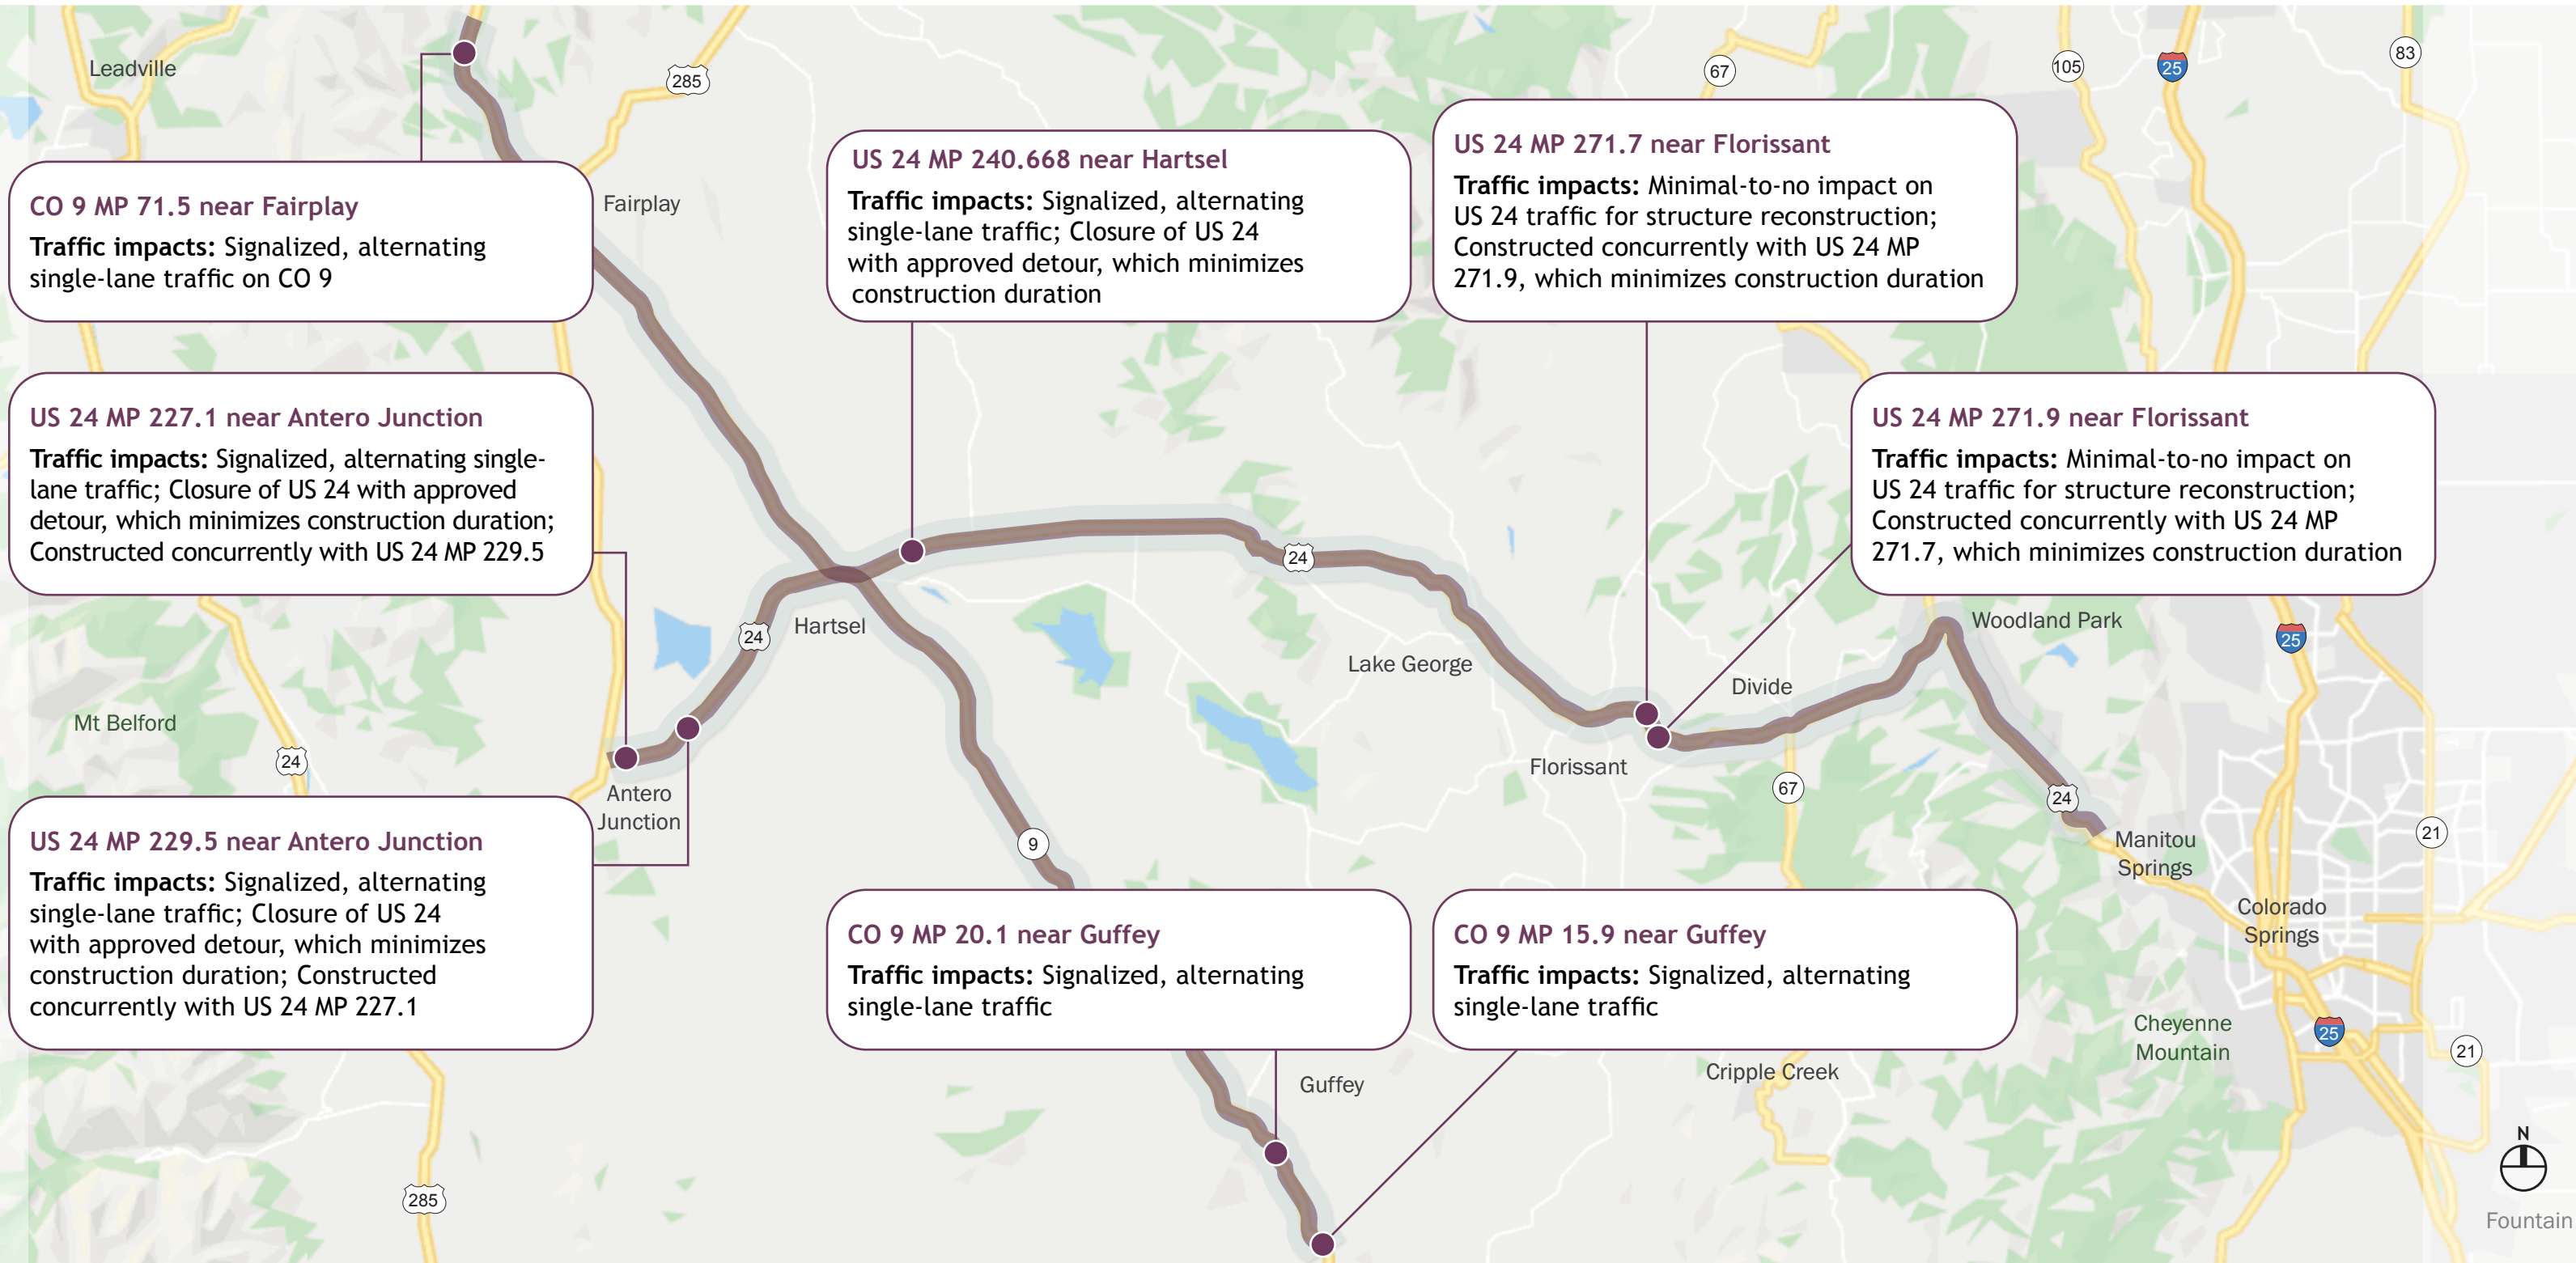 Leadville
285
67
105
25
83
CO 9 MP 71.5 near Fairplay
Traffic impacts: Signalized, alternating
single-lane traffic on CO 9
Fairplay
US 24 MP 240.668 near Hartsel
Traffic impacts: Signalized, alternating
single-lane traffic; Closure of US 24
with approved detour, which minimizes
construction duration
US 24 MP 271.7 near Florissant
Traffic impacts: Minimal-to-no impact on
US 24 traffic for structure reconstruction;
Constructed concurrently with US 24 MP
271.9, which minimizes construction duration
US 24 MP 227.1 near Antero Junction
Traffic impacts: Signalized, alternating single-
lane traffic; Closure of US 24 with approved
detour, which minimizes construction duration;
Constructed concurrently with US 24 MP 229.5
US 24 MP 271.9 near Florissant
Traffic impacts: Minimal-to-no impact on
US 24 traffic for structure reconstruction;
Constructed concurrently with US 24 MP
271.7, which minimizes construction duration
24
24
Hartsel
Lake George
Divide
Woodland Park
25
Mt Belford
24
Antero
Junction
Florissant
67
24
Manitou
Springs
21
9
US 24 MP 229.5 near Antero Junction
Traffic impacts: Signalized, alternating
single-lane traffic; Closure of US 24
with approved detour, which minimizes
construction duration; Constructed
concurrently with US 24 MP 227.1
CO 9 MP 20.1 near Guffey
Traffic impacts: Signalized, alternating
single-lane traffic
CO 9 MP 15.9 near Guffey
Traffic impacts: Signalized, alternating
single-lane traffic
Colorado
Springs
Cheyenne
Mountain
25
21
Guffey
Cripple Creek
285
N
Fountain